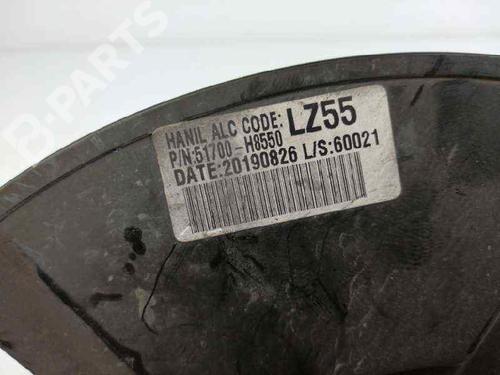 B-PARTS
HANIL ALC CODE: LZ55
P/N:51700-H8550
DATE:20190826 L/S:60021